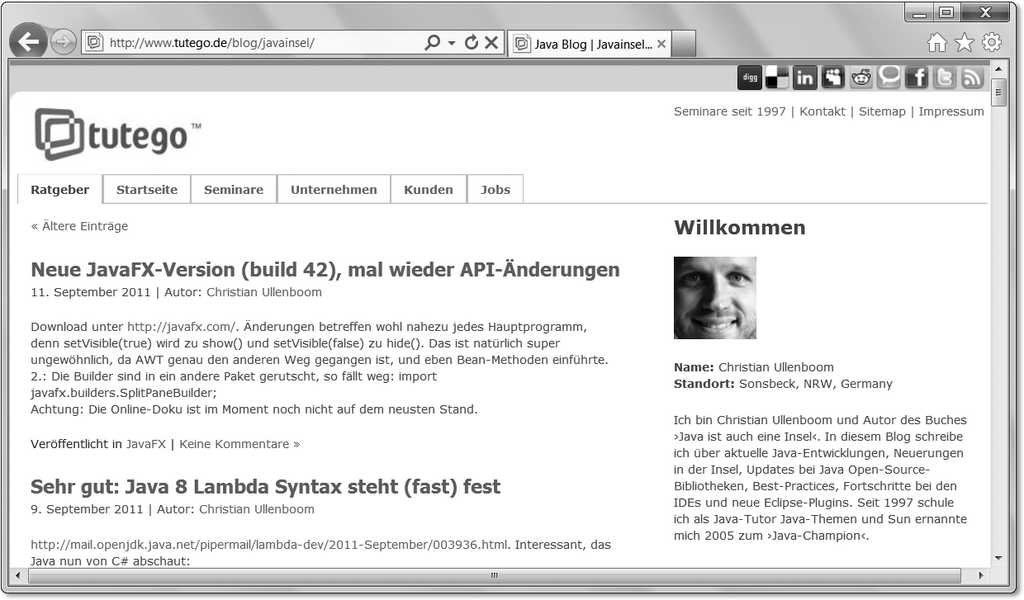 http://www.tutego.de/blog/javainsel/
Java Blog | Javainsel...
digg
in
f
t
Seminare seit 1997 | Kontakt | Sitemap | Impressum
tutego™
Ratgeber
Startseite
Seminare
Unternehmen
Kunden
Jobs
« Ältere Einträge
Neue JavaFX-Version (build 42), mal wieder API-Änderungen
11. September 2011 | Autor: Christian Ullenboom
Download unter http://javafx.com/. Änderungen betreffen wohl nahezu jedes Hauptprogramm,
denn setVisible(true) wird zu show() und setVisible(false) zu hide(). Das ist natürlich super
ungewöhnlich, da AWT genau den anderen Weg gegangen ist, und eben Bean-Methoden einführte.
2.: Die Builder sind in ein andere Paket gerutscht, so fällt weg: import
javafx.builders.SplitPaneBuilder;
Achtung: Die Online-Doku ist im Moment noch nicht auf dem neusten Stand.
Veröffentlicht in JavaFX | Keine Kommentare »
Sehr gut: Java 8 Lambda Syntax steht (fast) fest
9. September 2011 | Autor: Christian Ullenboom
http://mail.openjdk.java.net/pipermail/lambda-dev/2011-September/003936.html. Interessant, das
Java nun von C# abschaut:
Willkommen
Name: Christian Ullenboom
Standort: Sonsbeck, NRW, Germany
Ich bin Christian Ullenboom und Autor des Buches
›Java ist auch eine Insel‹. In diesem Blog schreibe
ich über aktuelle Java-Entwicklungen, Neuerungen
in der Insel, Updates bei Java Open-Source-
Bibliotheken, Best-Practices, Fortschritte bei den
IDEs und neue Eclipse-Plugins. Seit 1997 schule
ich als Java-Tutor Java-Themen und Sun ernannte
mich 2005 zum ›Java-Champion‹.